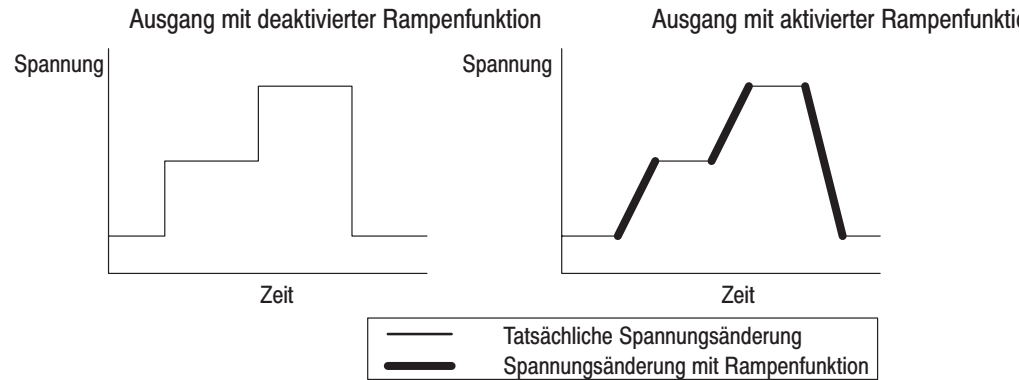 Ausgang mit deaktivierter Rampenfunktion
Ausgang mit aktivierter Rampenfunkti
Spannung
Spannung
Zeit
Zeit
Tatsächliche Spannungsänderung
Spannungsänderung mit Rampenfunktion